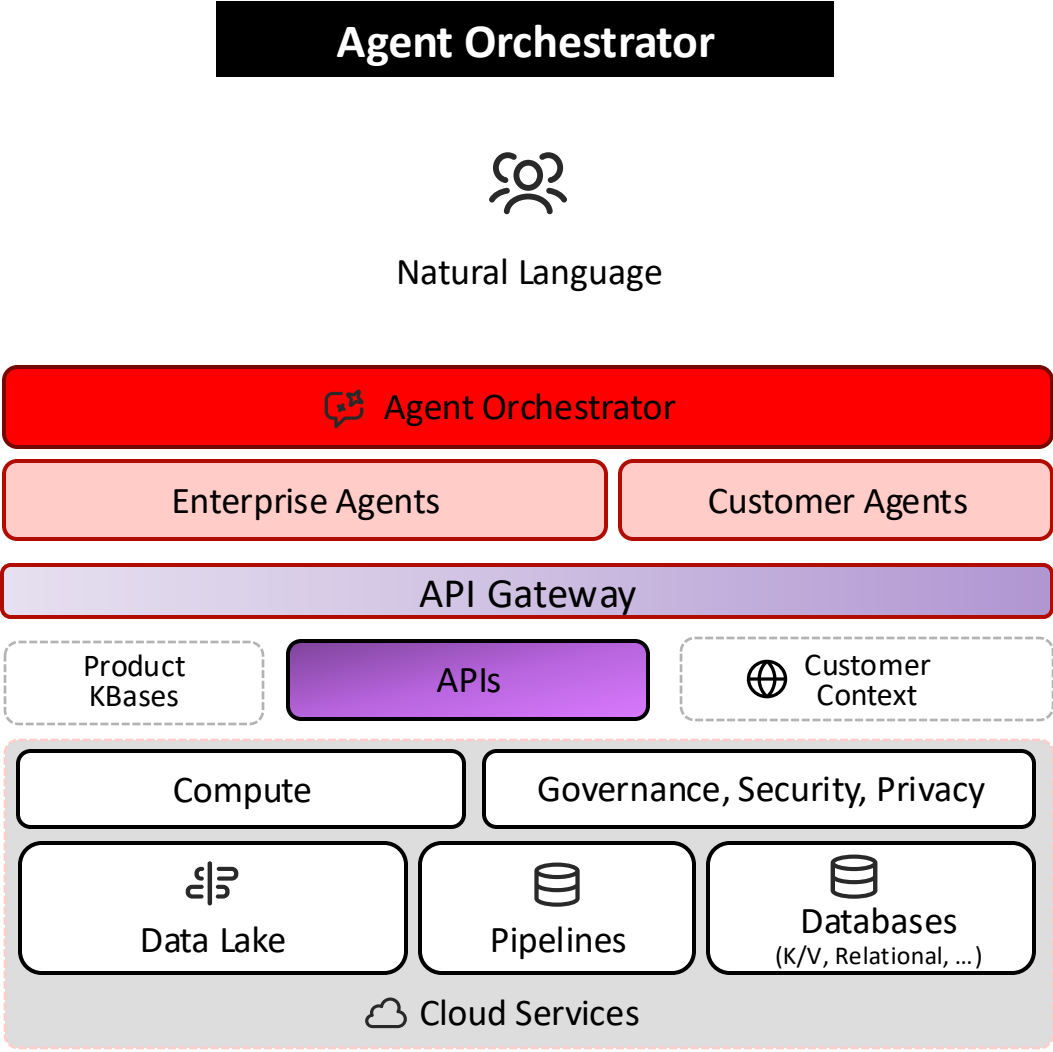 Agent Orchestrator
Natural Language
Agent Orchestrator
Enterprise Agents
Customer Agents
API Gateway
Product
KBases
APIs
Customer
Context
Compute
Governance, Security, Privacy
Data Lake
Pipelines
Databases
(K/V, Relational, …)
Cloud Services